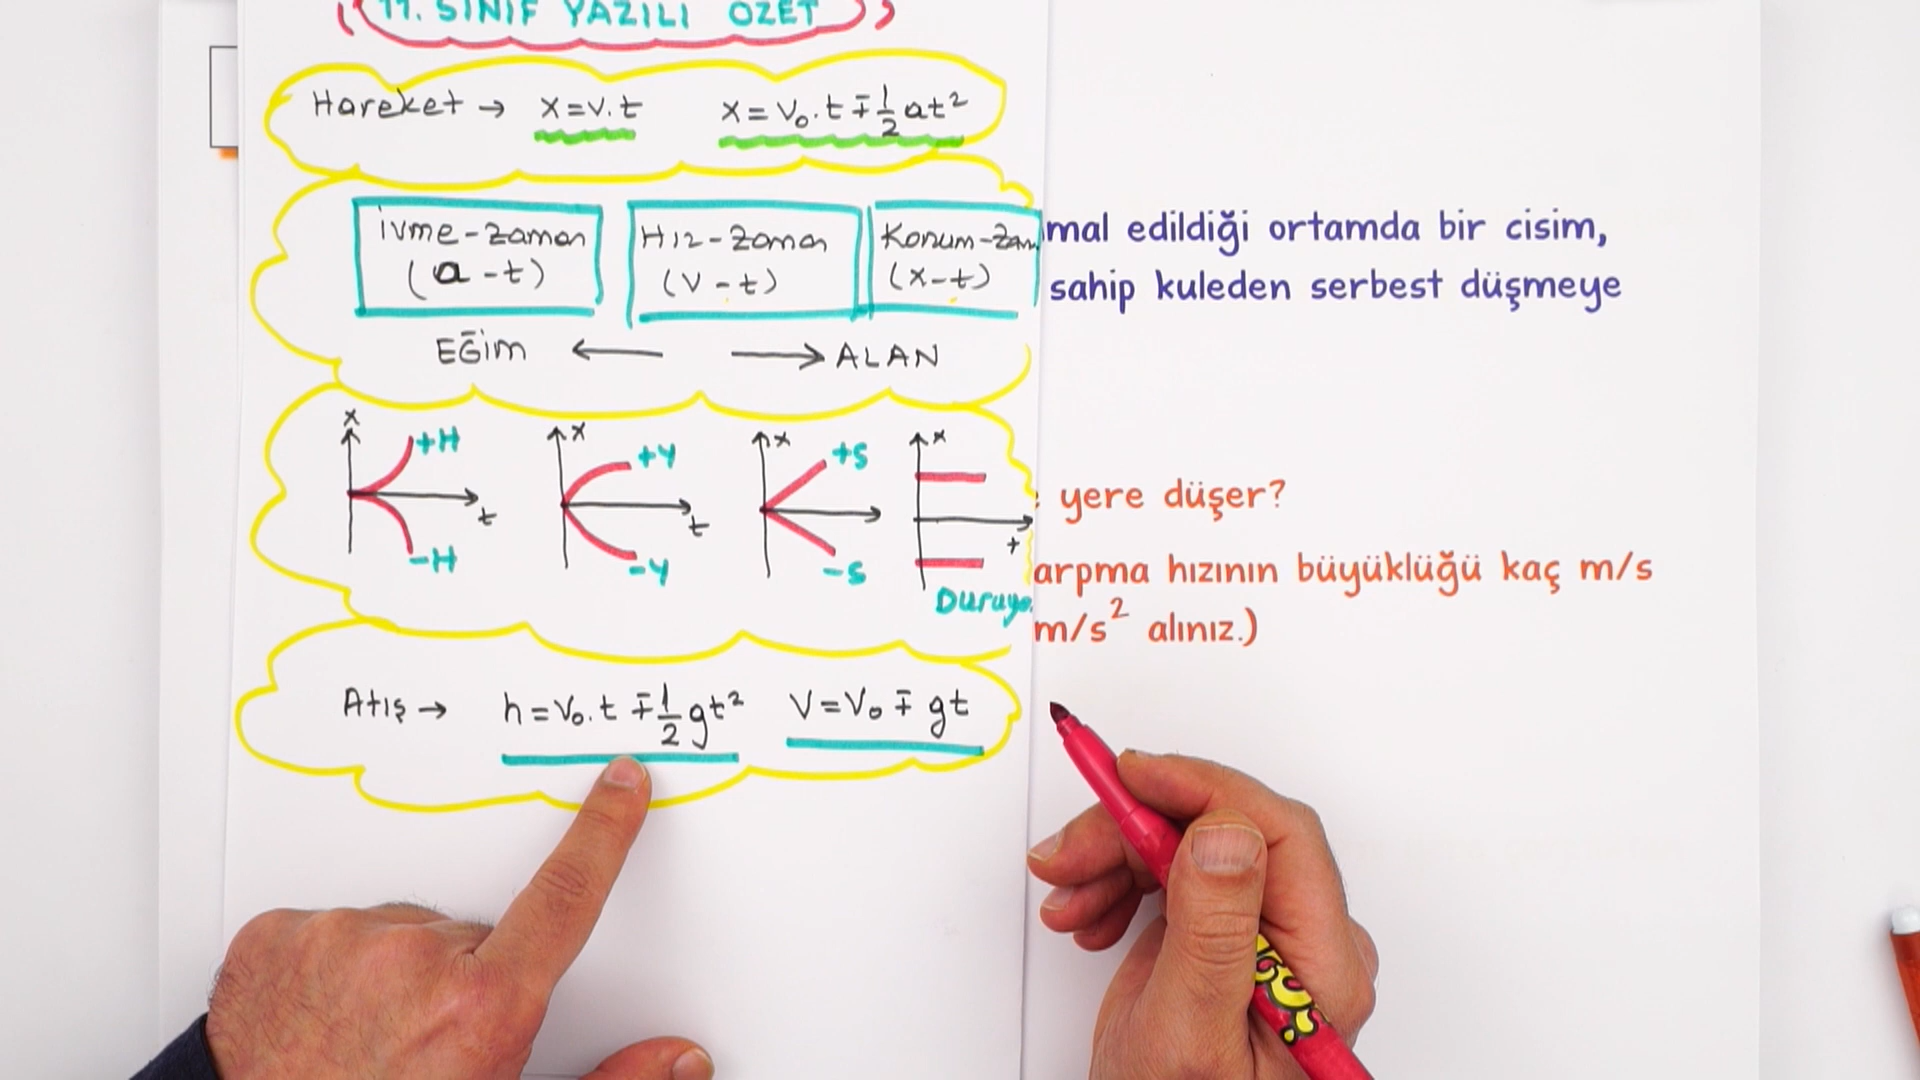 11. SINIF YAZILI ÖZET
Hareket → x=v.t x=v₀.t∓½at²
İvme-zaman Hız-zaman Konum-zam
(a-t) (v-t) (x-t)
EĞİM ← → ALAN
x +H x +Y x +S x
t t t
-H -Y -S
Duruyo
Atış → h=v₀.t∓½gt² V=V₀∓gt
mal edildiği ortamda bir cisim,
sahip kuleden serbest düşmeye
yere düşer?
arpma hızının büyüklüğü kaç m/s
m/s² alınız.)